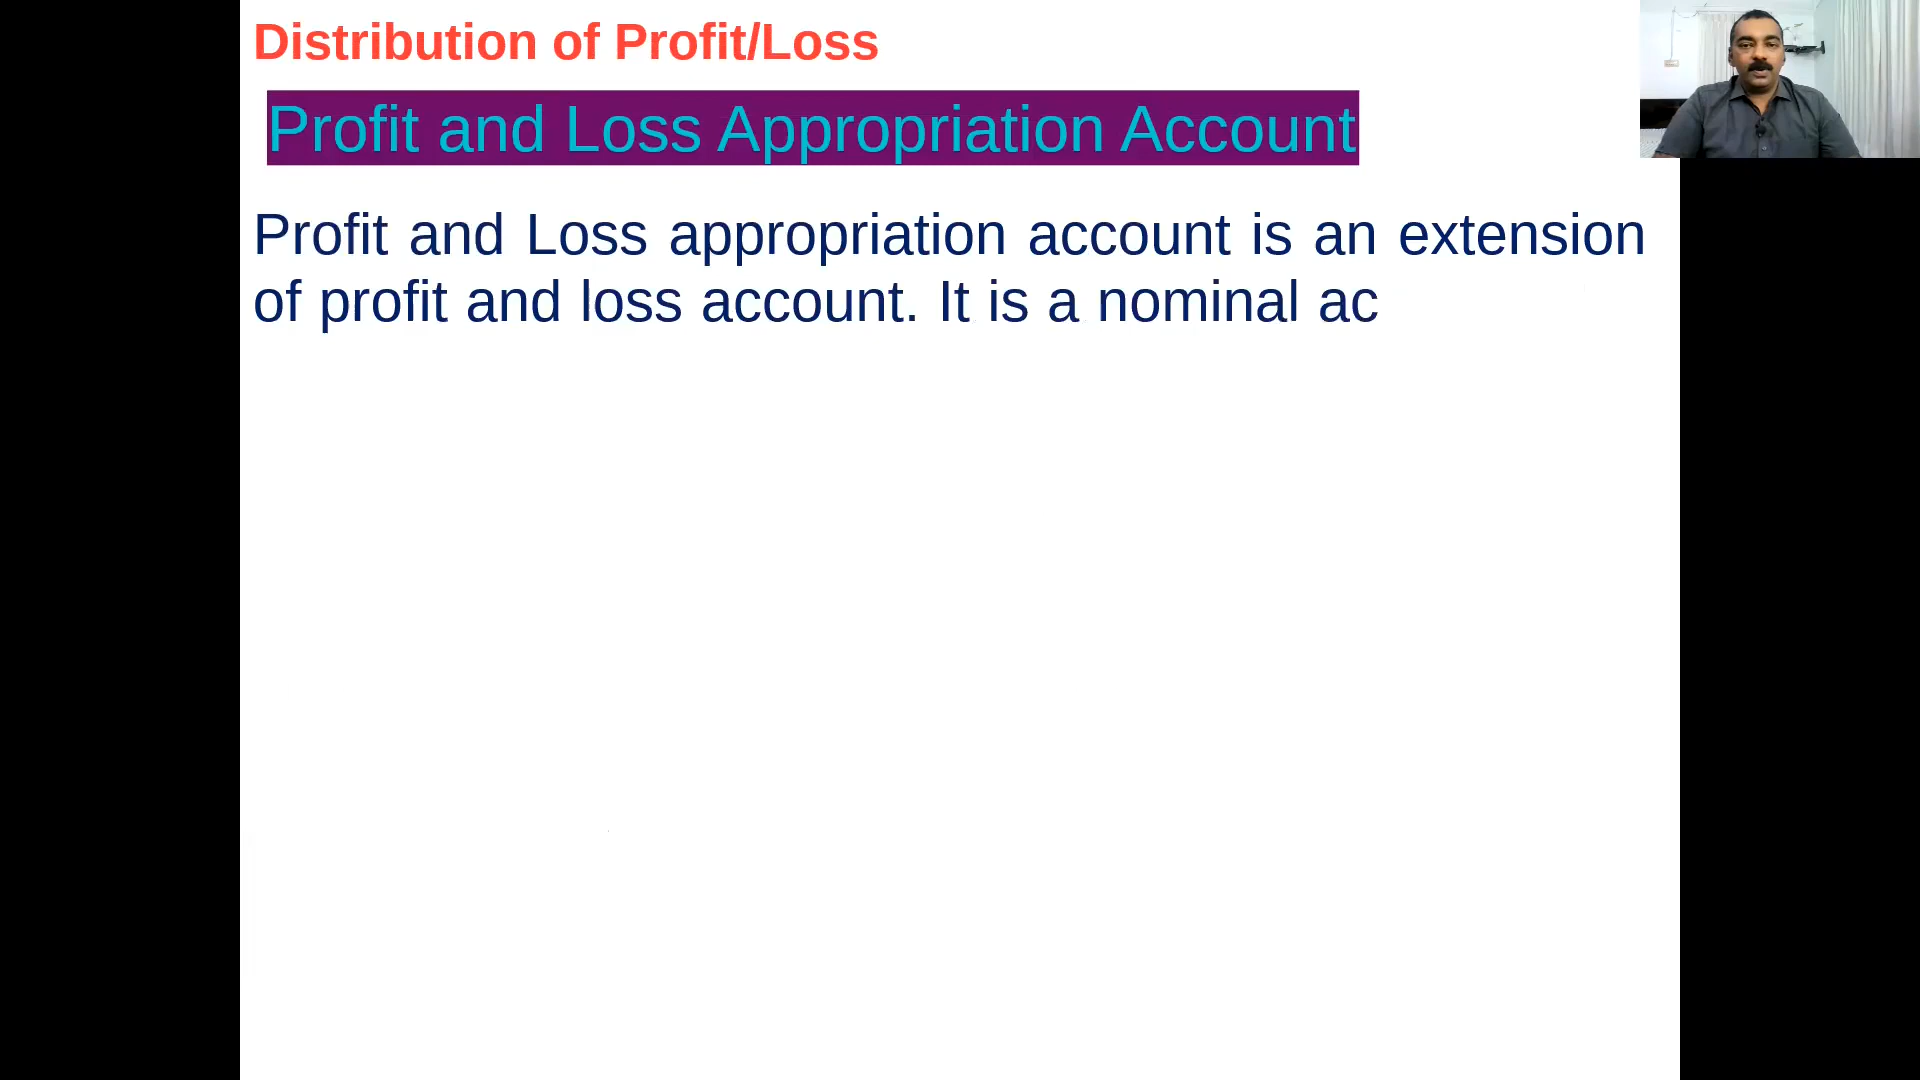 Distribution of Profit/Loss
Profit and Loss Appropriation Account
Profit and Loss appropriation account is an extension
of profit and loss account. It is a nominal ac